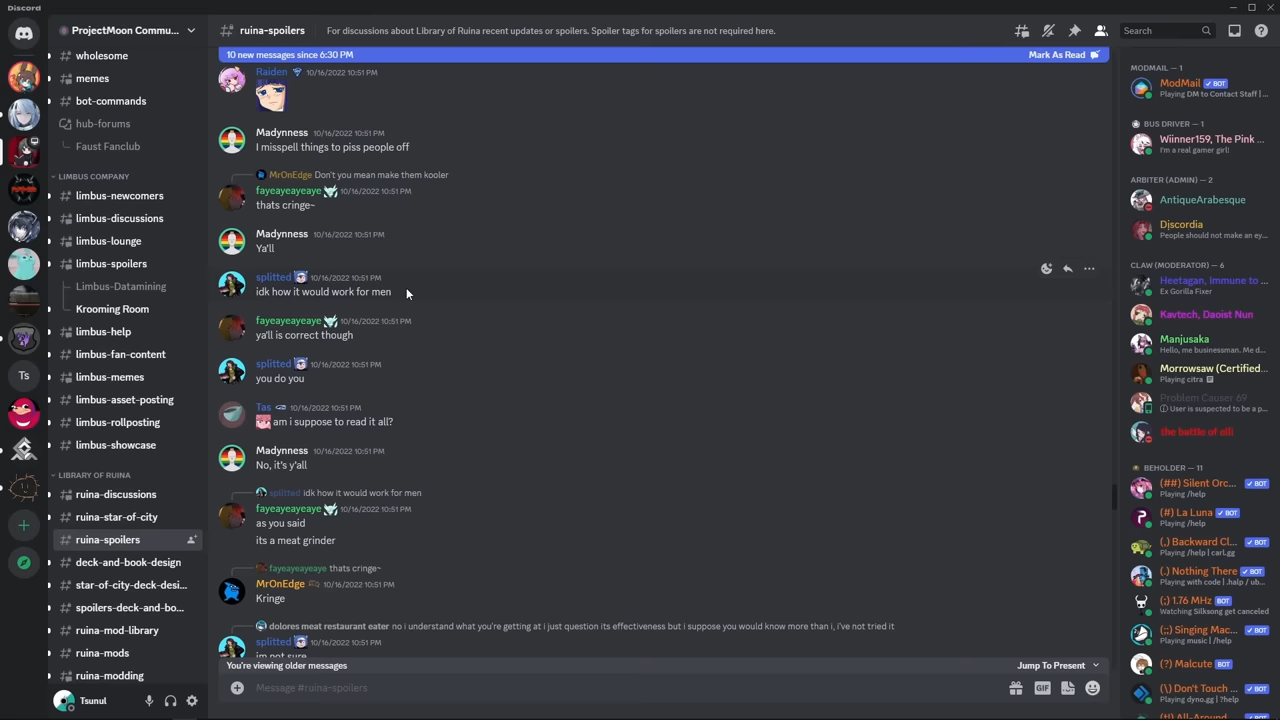 Discord
ProjectMoon Commu...
wholesome
memes
bot-commands
hub-forums
Faust Fanclub
LIMBUS COMPANY
limbus-newcomers
limbus-discussions
limbus-lounge
limbus-spoilers
Limbus-Datamining
Krooming Room
limbus-help
limbus-fan-content
limbus-memes
limbus-asset-posting
limbus-rollposting
limbus-showcase
LIBRARY OF RUINA
ruina-discussions
ruina-star-of-city
ruina-spoilers
deck-and-book-design
star-of-city-deck-desi...
spoilers-deck-and-bo...
ruina-mod-library
ruina-mods
ruina-modding
Ts
Tsunul
ruina-spoilers
For discussions about Library of Ruina recent updates or spoilers. Spoiler tags for spoilers are not required here.
Search
10 new messages since 6:30 PM
Mark As Read
Raiden 10/16/2022 10:51 PM
Madynness 10/16/2022 10:51 PM
I misspell things to piss people off
MrOnEdge Don't you mean make them kooler
fayeayeayeaye 10/16/2022 10:51 PM
thats cringe~
Madynness 10/16/2022 10:51 PM
Ya'll
splitted 10/16/2022 10:51 PM
idk how it would work for men
fayeayeayeaye 10/16/2022 10:51 PM
ya'll is correct though
splitted 10/16/2022 10:51 PM
you do you
Tas 10/16/2022 10:51 PM
am i suppose to read it all?
Madynness 10/16/2022 10:51 PM
No, it's y'all
splitted idk how it would work for men
fayeayeayeaye 10/16/2022 10:51 PM
as you said
its a meat grinder
fayeayeayeaye thats cringe~
MrOnEdge 10/16/2022 10:51 PM
Kringe
dolores meat restaurant eater no i understand what you're getting at i just question its effectiveness but i suppose you would know more than i, i've not tried it
splitted 10/16/2022 10:51 PM
im not sure
You're viewing older messages
Jump To Present
Message #ruina-spoilers
GIF
MODMAIL — 1
ModMail BOT
Playing DM to Contact Staff | ...
BUS DRIVER — 1
Wiinner159, The Pink ...
I'm a real gamer girl!
ARBITER (ADMIN) — 2
AntiqueArabesque
Djscordia
People should not make an ey...
CLAW (MODERATOR) — 6
Heetagan, Immune to ...
Ex Gorilla Fixer
Kavtech, Daoist Nun
Manjusaka
Hello, me businessman. Me d...
Morrowsaw (Certified...
Playing citra
Problem Causer 69
User is suspected to be a p...
the battle of eili
BEHOLDER — 11
(##) Silent Orc... BOT
Playing /help
(#) La Luna BOT
Playing /help
(,) Backward Cl... BOT
Playing /help | carl.gg
(.) Nothing There BOT
Playing with code | .halp / ub...
(;) 1.76 MHz BOT
Watching Silksong get canceled
(;;) Singing Mac... BOT
Playing music | /help
(?) Malcute BOT
(\) Don't Touch ... BOT
Playing dyno.gg | ?help
(!!) All-Around ... BOT